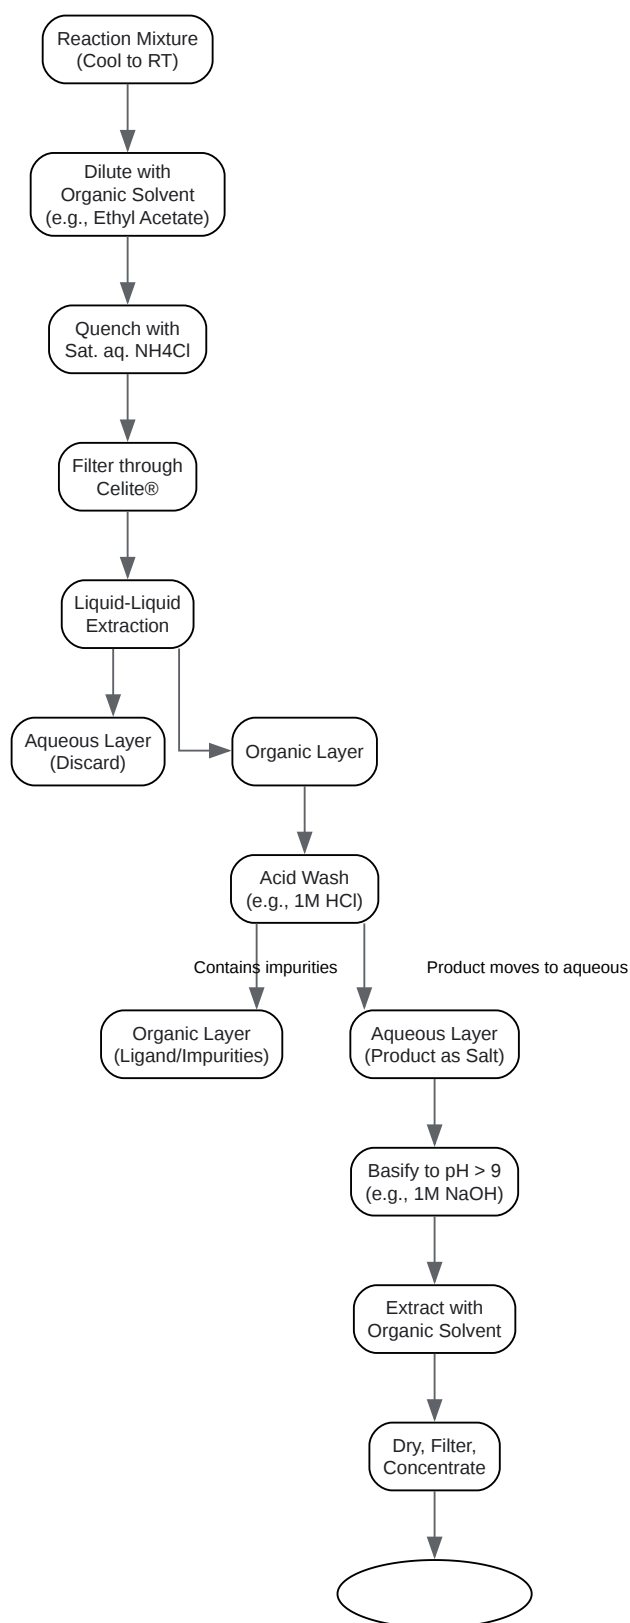 Reaction Mixture
(Cool to RT)
Dilute with
Organic Solvent
(e.g., Ethyl Acetate)
Quench with
Sat. aq. NH4Cl
Filter through
Celite®
Liquid-Liquid
Extraction
Aqueous Layer
(Discard)
Organic Layer
Acid Wash
(e.g., 1M HCl)
Contains impurities
Product moves to aqueous
Organic Layer
(Ligand/Impurities)
Aqueous Layer
(Product as Salt)
Basify to pH > 9
(e.g., 1M NaOH)
Extract with
Organic Solvent
Dry, Filter,
Concentrate